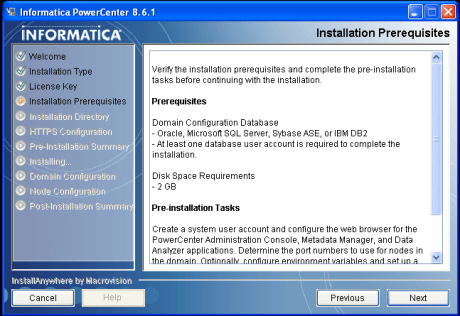 Informatica PowerCenter 8.6.1
INFORMATICA
Installation Prerequisites
Welcome
Installation Type
License Key
Installation Prerequisites
Installation Directory
HTTPS Configuration
Pre-Installation Summary
Installing...
Domain Configuration
Node Configuration
Post-Installation Summary
Verify the installation prerequisites and complete the pre-installation
tasks before continuing with the installation.
Prerequisites
Domain Configuration Database
- Oracle, Microsoft SQL Server, Sybase ASE, or IBM DB2
- At least one database user account is required to complete the
installation.
Disk Space Requirements
- 2 GB
Pre-installation Tasks
Create a system user account and configure the web browser for the
PowerCenter Administration Console, Metadata Manager, and Data
Analyzer applications. Determine the port numbers to use for nodes in
the domain. Optionally, configure environment variables and set up a
InstallAnywhere by Macrovision
Cancel
Help
Previous
Next